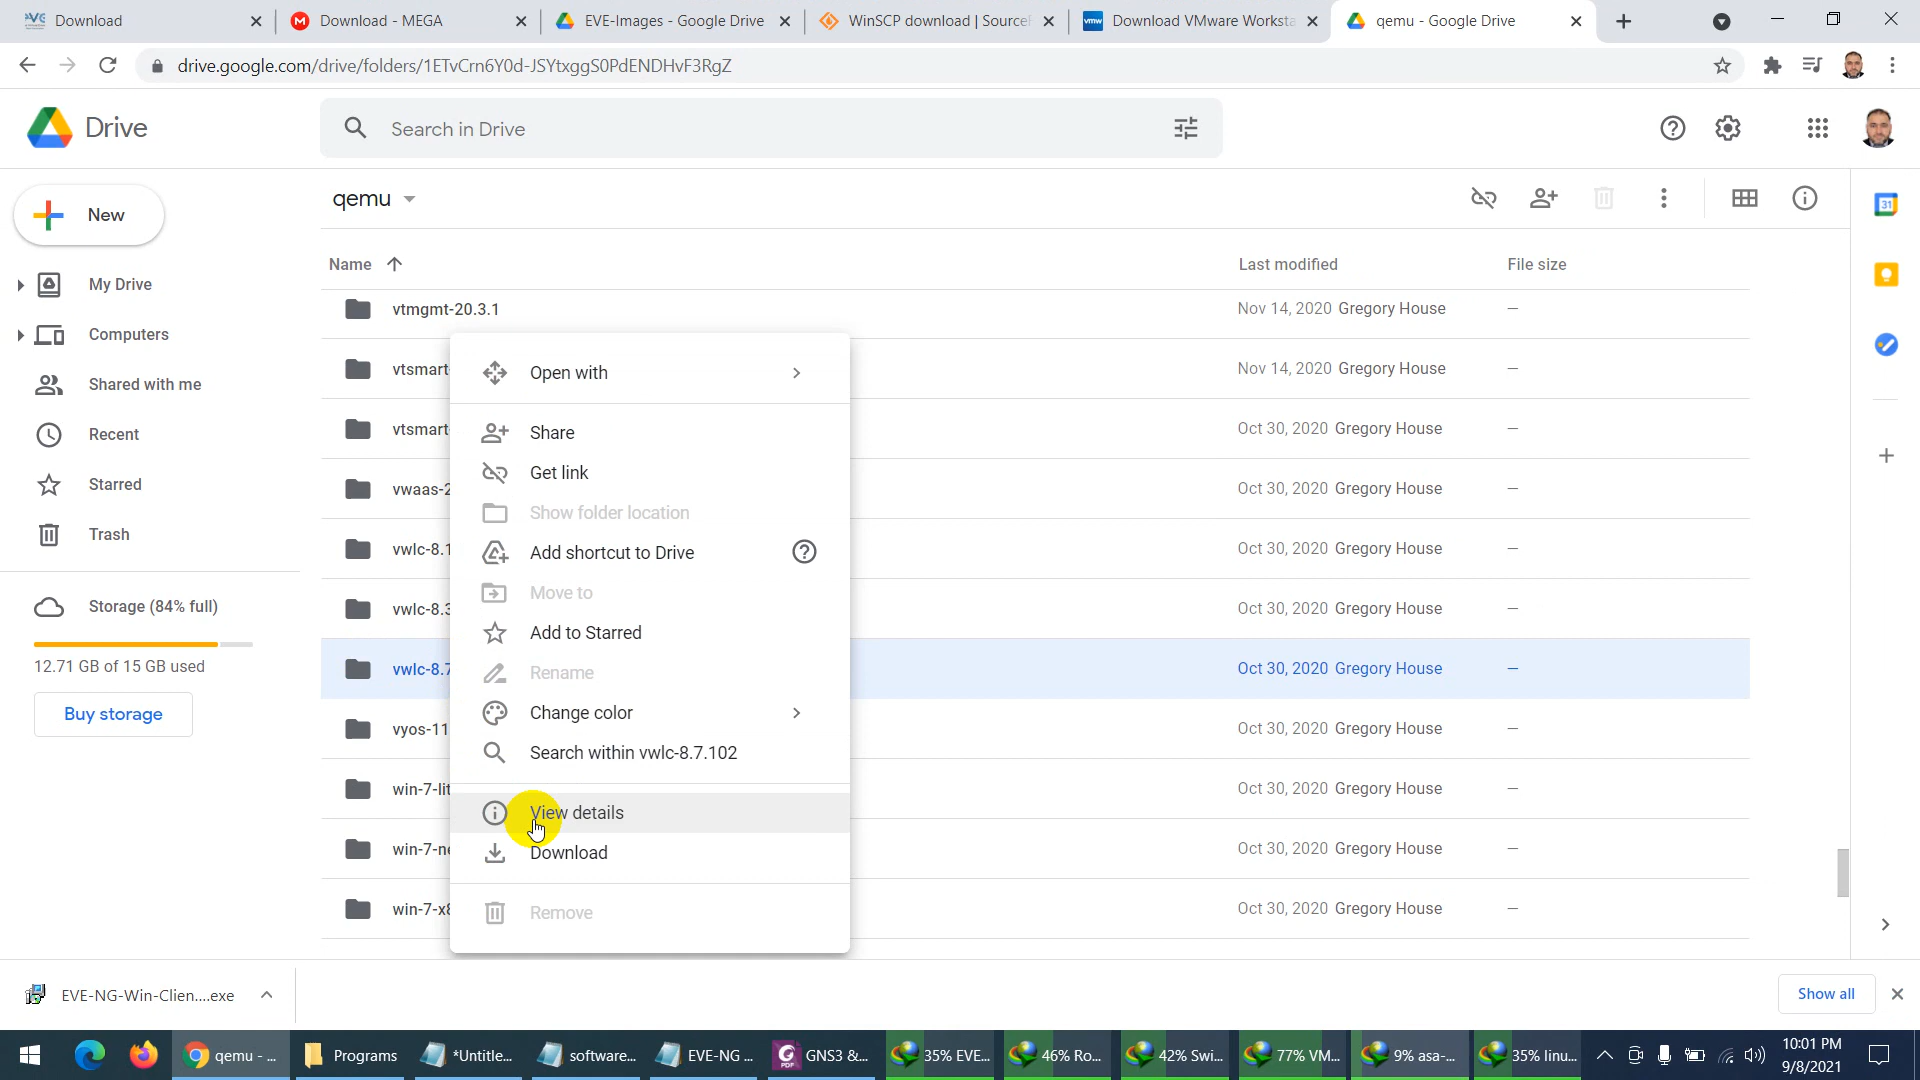 Download
Download - MEGA
EVE-Images - Google Drive
WinSCP download | Source
Download VMware Worksta
qemu - Google Drive
drive.google.com/drive/folders/1ETvCrn6Y0d-JSYtxggS0PdENDHvF3RgZ
Drive
Search in Drive
New
qemu
Name
Last modified
File size
My Drive
Computers
Shared with me
Recent
Starred
Trash
Storage (84% full)
12.71 GB of 15 GB used
Buy storage
vtmgmt-20.3.1 Nov 14, 2020 Gregory House –
vtsmart Nov 14, 2020 Gregory House –
vtsmart Oct 30, 2020 Gregory House –
vwaas-2 Oct 30, 2020 Gregory House –
vwlc-8.1 Oct 30, 2020 Gregory House –
vwlc-8.3 Oct 30, 2020 Gregory House –
vwlc-8.7 Oct 30, 2020 Gregory House –
vyos-11 Oct 30, 2020 Gregory House –
win-7-lit Oct 30, 2020 Gregory House –
win-7-ne Oct 30, 2020 Gregory House –
win-7-x8 Oct 30, 2020 Gregory House –
Open with
Share
Get link
Show folder location
Add shortcut to Drive
Move to
Add to Starred
Rename
Change color
Search within vwlc-8.7.102
View details
Download
Remove
31
EVE-NG-Win-Clien....exe
Show all
qemu - ...
Programs
*Untitle...
software...
EVE-NG ...
GNS3 &...
35% EVE...
46% Ro...
42% Swi...
77% VM...
9% asa-...
35% linu...
10:01 PM
9/8/2021